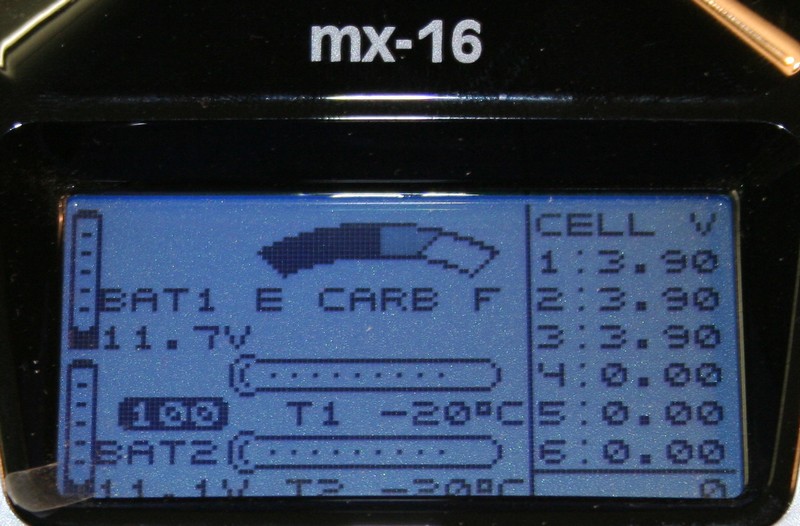 mx-16
CELL V
1:3.90
BAT1 E CARB F 2:3.90
11.7V 3:3.90
4:0.00
100 T1 -20°C 5:0.00
BAT2 6:0.00
11.1V T2 -20°C 0